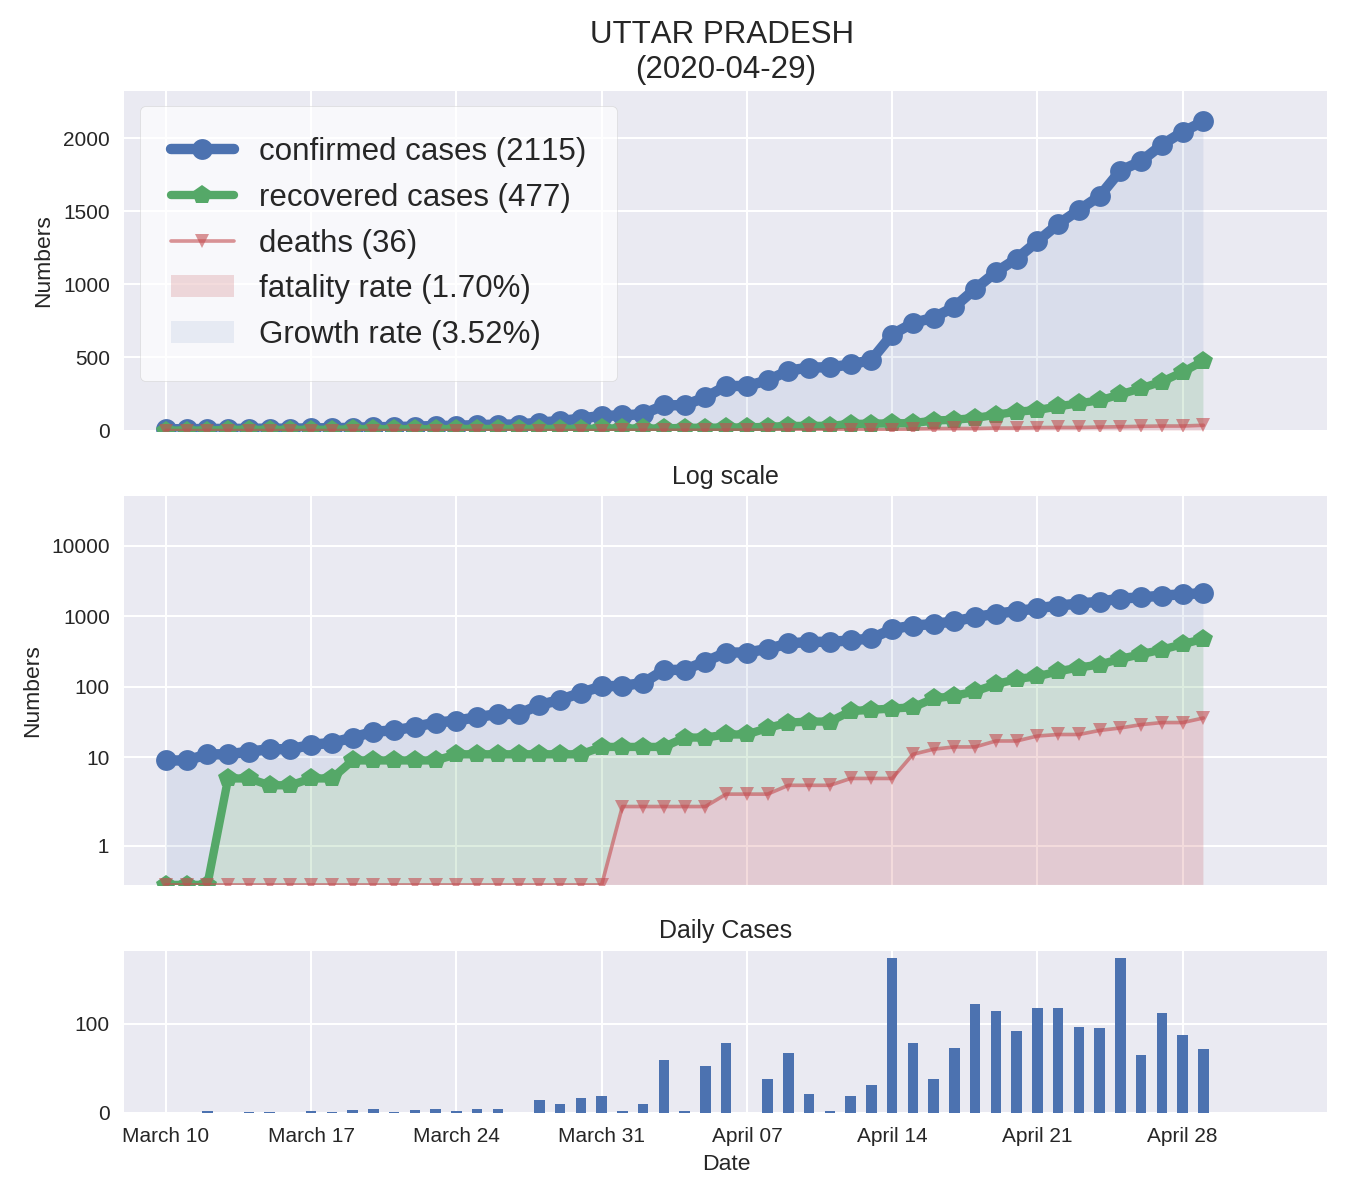 UTTAR PRADESH
(2020-04-29)
Numbers
2000
1500
1000
500
0
confirmed cases (2115)
recovered cases (477)
deaths (36)
fatality rate (1.70%)
Growth rate (3.52%)
Log scale
Numbers
10000
1000
100
10
1
Daily Cases
100
0
March 10 March 17 March 24 March 31 April 07 April 14 April 21 April 28
Date